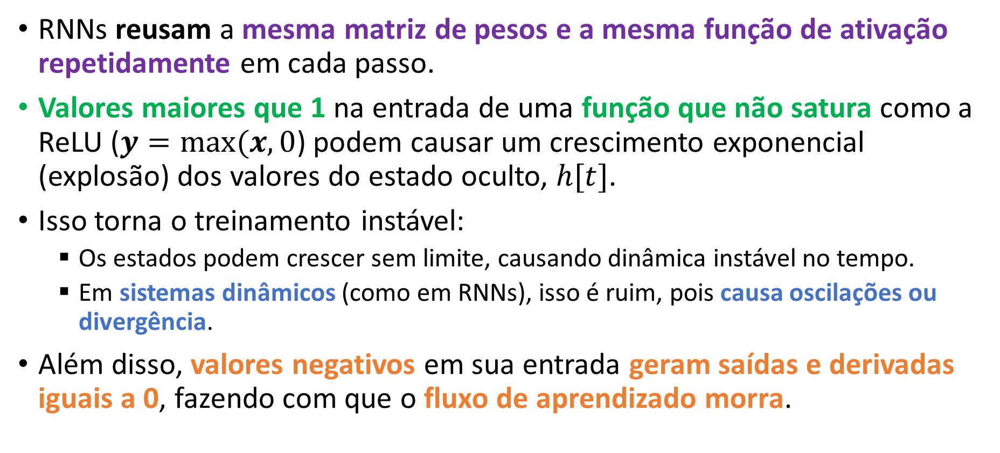 • RNNs reusam a mesma matriz de pesos e a mesma função de ativação
repetidamente em cada passo.
• Valores maiores que 1 na entrada de uma função que não satura como a
ReLU (𝒚 = max(𝒙, 0) podem causar um crescimento exponencial
(explosão) dos valores do estado oculto, ℎ[𝑡].
• Isso torna o treinamento instável:
▪ Os estados podem crescer sem limite, causando dinâmica instável no tempo.
▪ Em sistemas dinâmicos (como em RNNs), isso é ruim, pois causa oscilações ou
divergência.
• Além disso, valores negativos em sua entrada geram saídas e derivadas
iguais a 0, fazendo com que o fluxo de aprendizado morra.